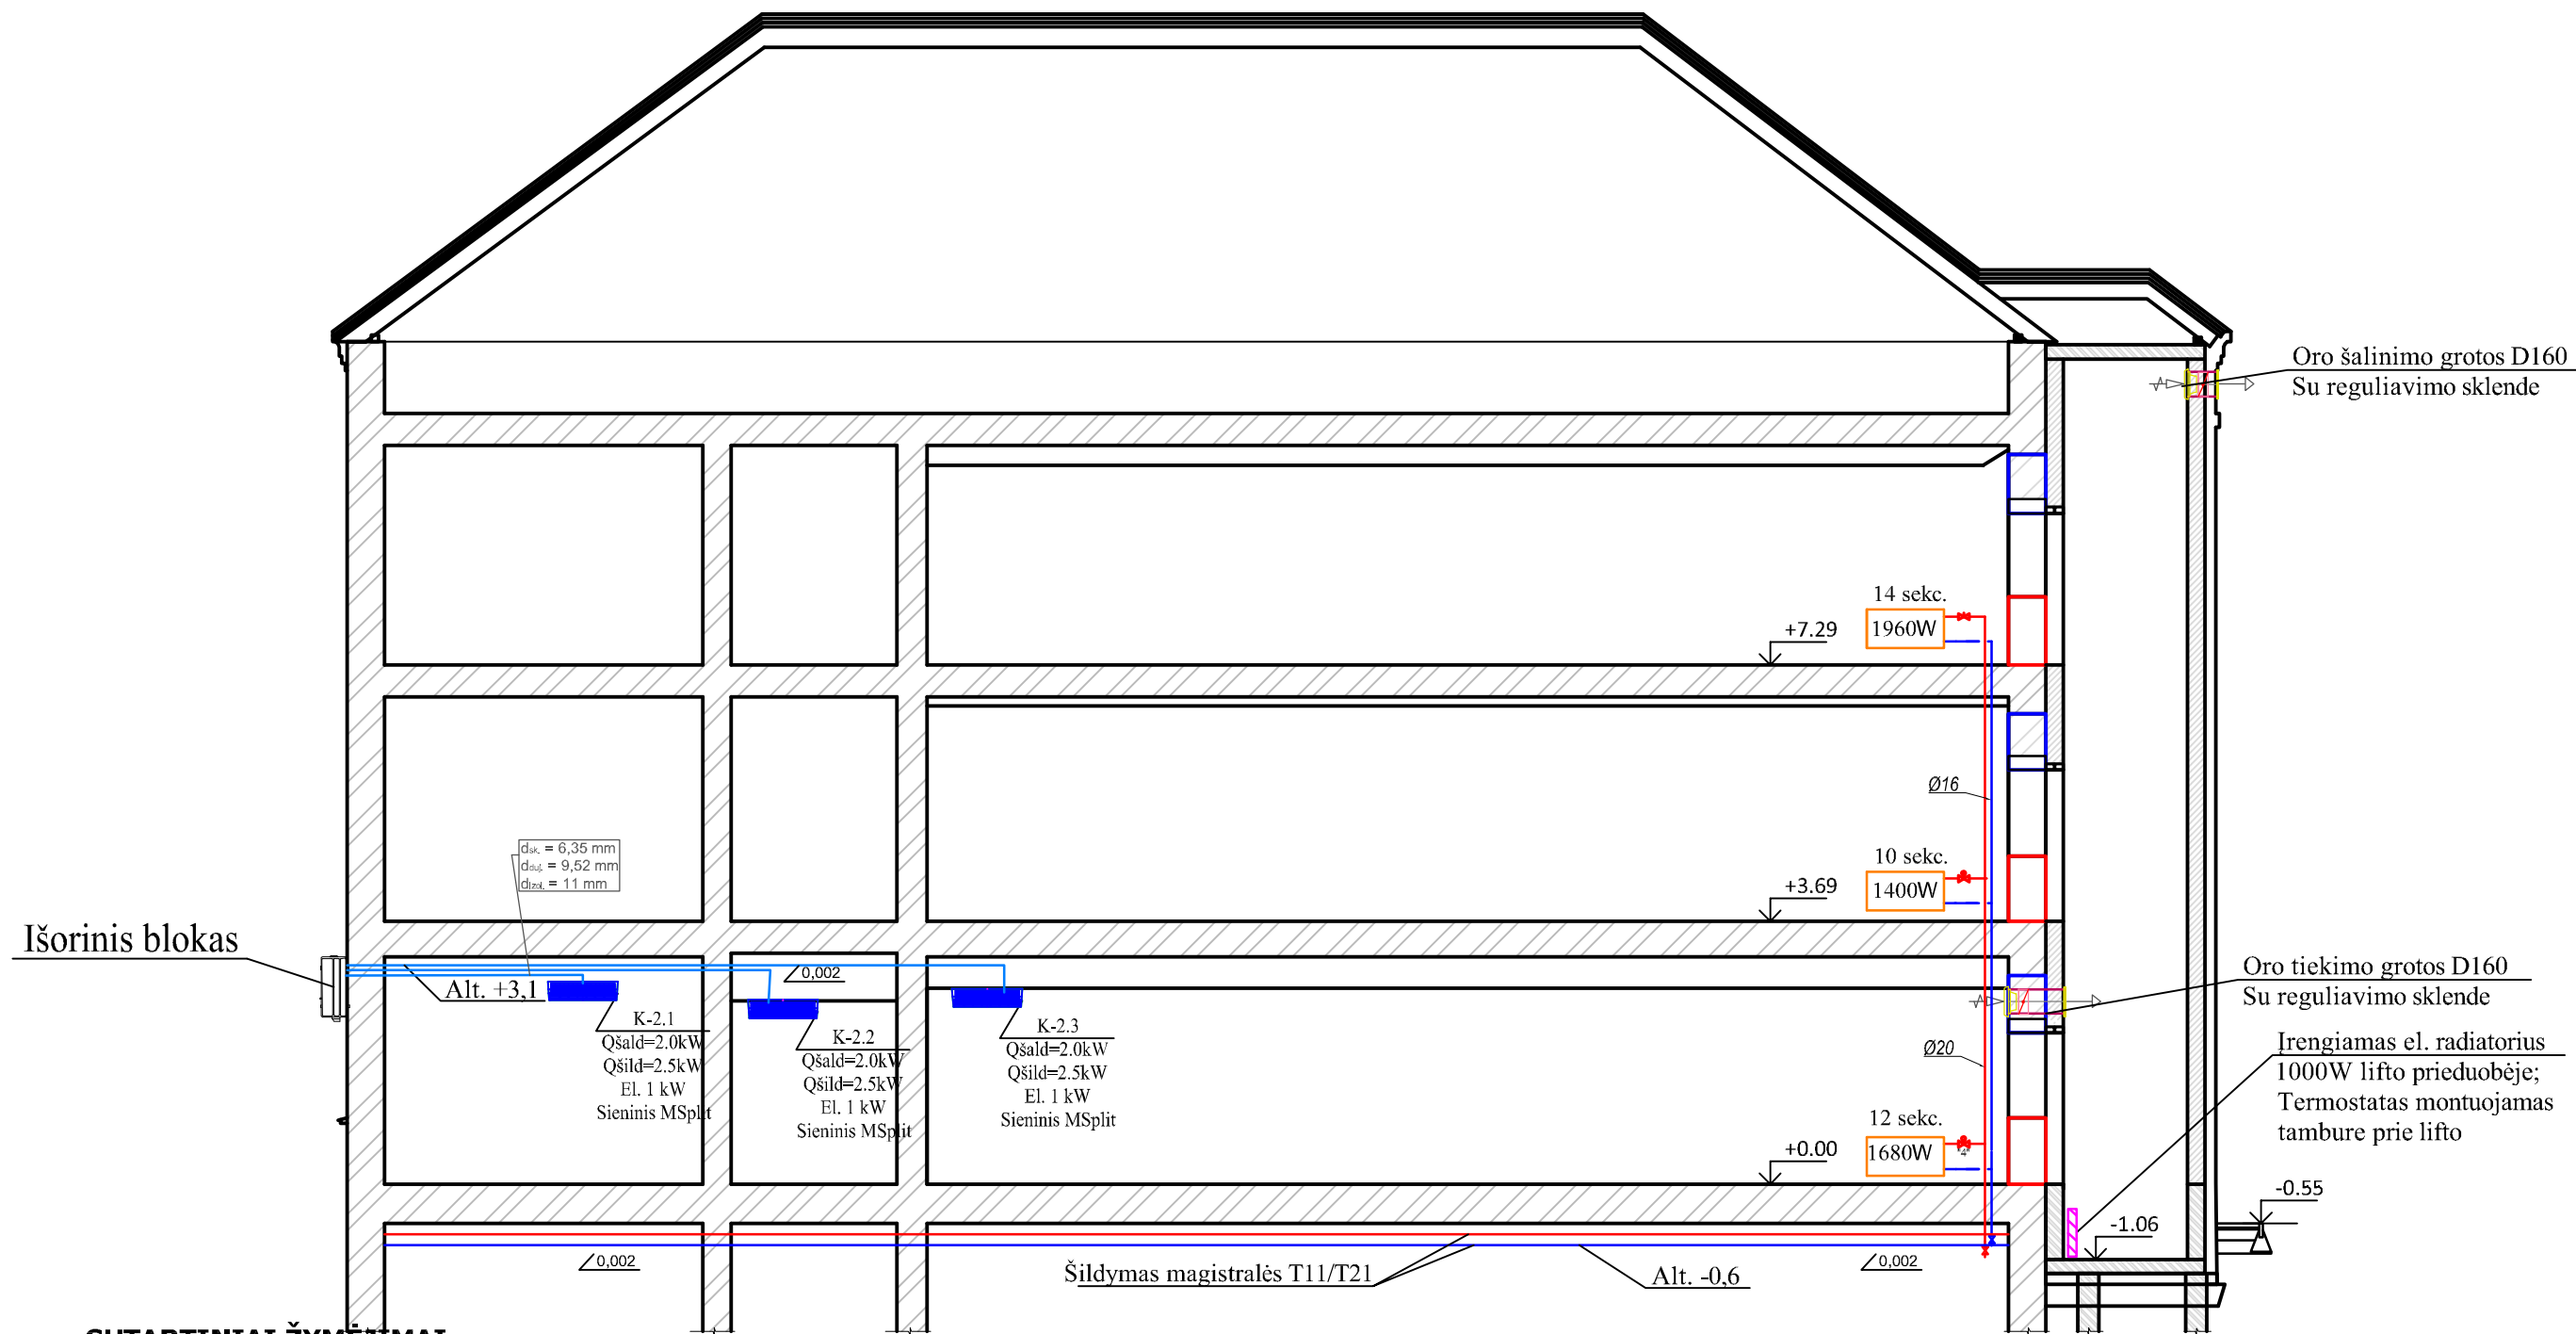 Oro šalinimo grotos D160
Su reguliavimo sklende
14 sekc.
1960W
+7.29
Ø16
dsk. = 6,35 mm
dduj. = 9,52 mm
dizol. = 11 mm
10 sekc.
1400W
+3.69
Išorinis blokas
Alt. +3,1
0,002
Oro tiekimo grotos D160
Su reguliavimo sklende
K-2.1
Qšald=2.0kW
Qšild=2.5kW
El. 1 kW
Sieninis MSplit
K-2.2
Qšald=2.0kW
Qšild=2.5kW
El. 1 kW
Sieninis MSplit
K-2.3
Qšald=2.0kW
Qšild=2.5kW
El. 1 kW
Sieninis MSplit
Ø20
Įrengiamas el. radiatorius
1000W lifto prieduobėje;
Termostatas montuojamas
tambure prie lifto
12 sekc.
1680W
+0.00
-0.55
-1.06
0,002
Šildymas magistralės T11/T21
Alt. -0,6
0,002
SUTARTINIAI ŽYMĖJIMAI